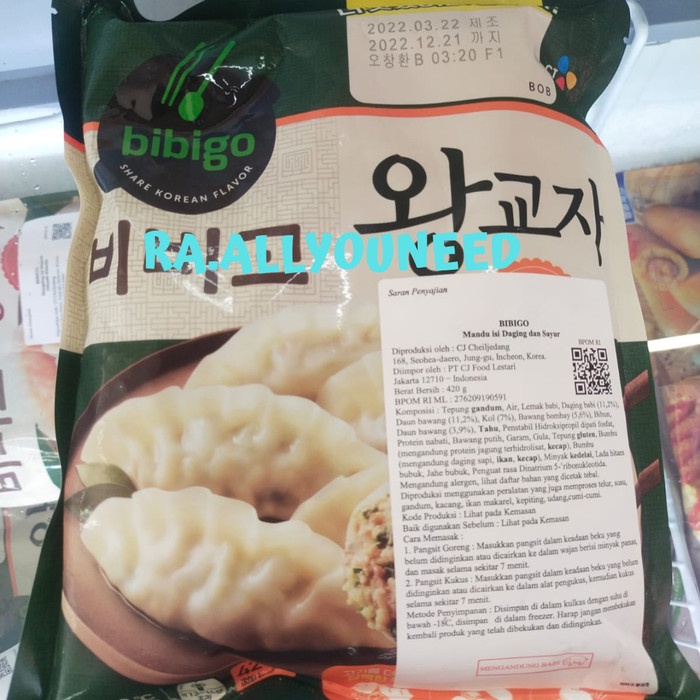 2022.03.22 제조
2022.12.21 까지
오창환B 03:20 F1
BOB
bibigo
SHARE KOREAN FLAVOR
왕교자
비비고
RA.ALLYOUNEED
Saran Penyajian
BIBIGO
Mandu isi Daging dan Sayur
BPOM RI
Diproduksi oleh : CJ Cheiljedang
168, Seohea-daero, Jung-gu, Incheon, Korea.
Diimpor oleh : PT CJ Food Lestari
Jakarta 12710 – Indonesia
Berat Bersih : 420 g
BPOM RI ML : 276209190591
Komposisi : Tepung gandum, Air, Lemak babi, Daging babi (11,2%),
Daun bawang (11,2%), Kol (7%), Bawang bombay (5,6%), Bihun,
Daun bawang (3,9%), Tahu, Penstabil Hidroksipropil dipati fosfat,
Protein nabati, Bawang putih, Garam, Gula, Tepung gluten, Bumbu
(mengandung protein jagung terhidrolisat, kecap), Bumbu
(mengandung daging sapi, ikan, kecap), Minyak kedelai, Lada hitam
bubuk, Jahe bubuk, Penguat rasa Dinatrium 5-'ribonukleotida.
Mengandung alergen, lihat daftar bahan yang dicetak tebal.
Diproduksi menggunakan peralatan yang juga memproses telur, susu,
gandum, kacang, ikan makarel, kepiting, udang,cumi-cumi.
Kode Produksi : Lihat pada Kemasan
Baik digunakan Sebelum : Lihat pada Kemasan
Cara Memasak :
1. Pangsit Goreng : Masukkan pangsit dalam keadaan beku yang
belum didinginkan atau dicairkan ke dalam wajan berisi minyak panas,
dan masak selama sekitar 7 menit.
2. Pangsit Kukus : Masukkan pangsit dalam keadaan beku yang belum
didinginkan atau dicairkan ke dalam alat pengukus, kemudian kukus
selama sekitar 7 menit.
Metode Penyimpanan : Disimpan di dalam kulkas dengan suhu di
bawah -18C, disimpan di dalam freezer. Harap jangan membekukan
kembali produk yang telah dibekukan dan didinginkan.
MENGANDUNG BABI